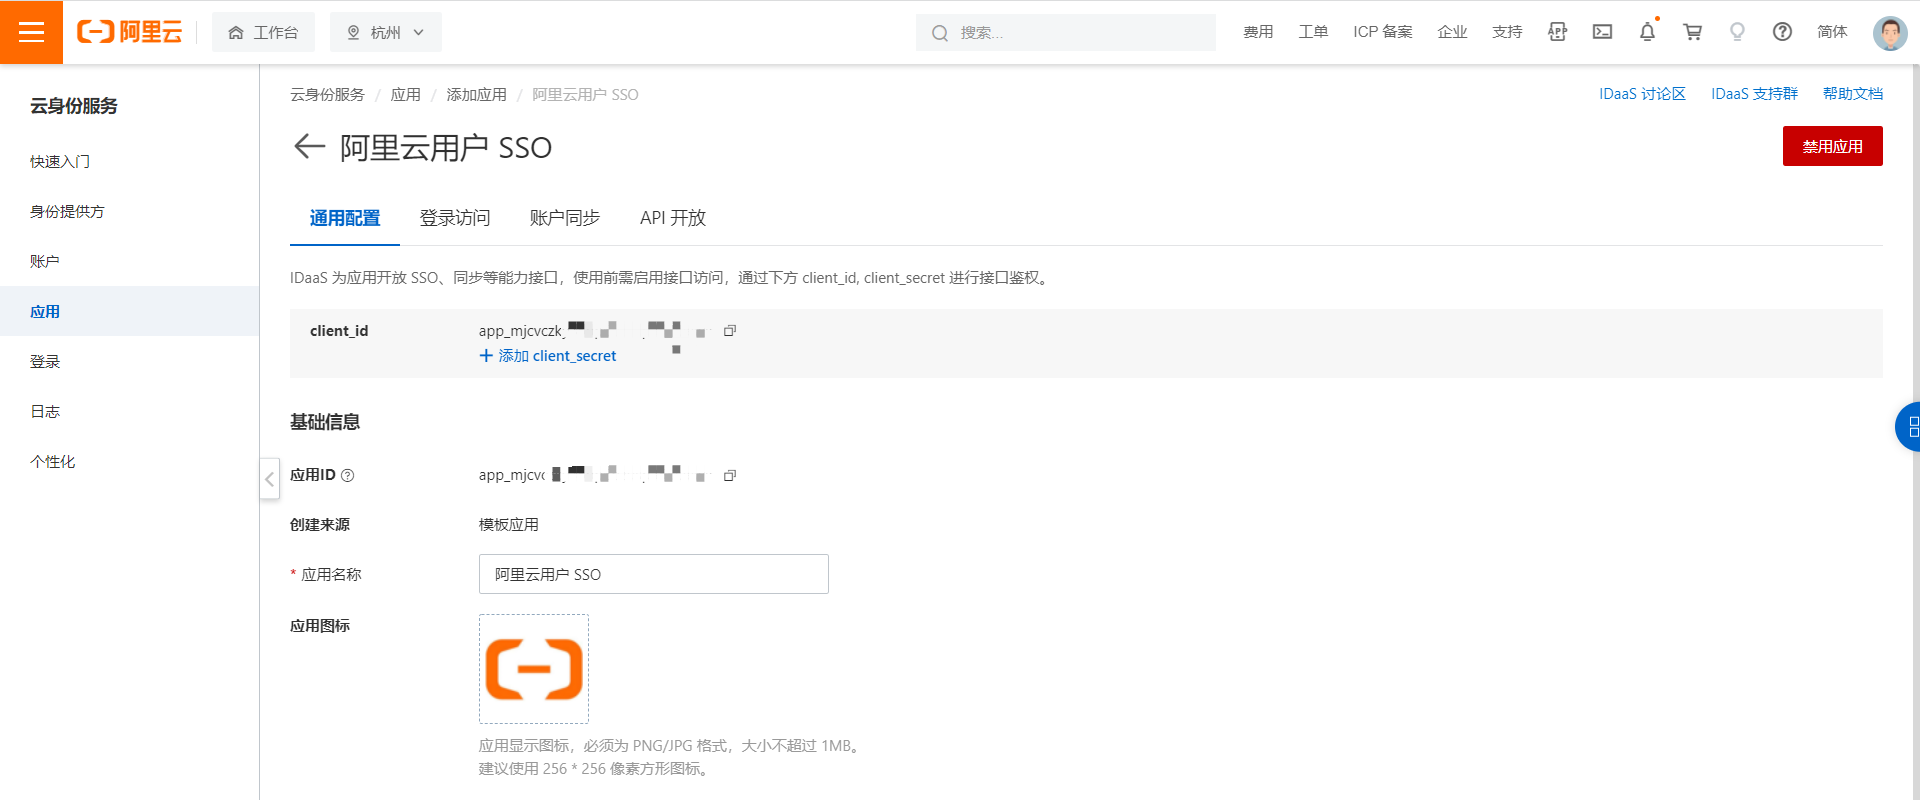 阿里云
工作台
杭州
搜索...
费用
工单
ICP 备案
企业
支持
APP
简体
云身份服务
快速入门
身份提供方
账户
应用
登录
日志
个性化
云身份服务 / 应用 / 添加应用 / 阿里云用户 SSO
IDaaS 讨论区
IDaaS 支持群
帮助文档
阿里云用户 SSO
禁用应用
通用配置
登录访问
账户同步
API 开放
IDaaS 为应用开放 SSO、同步等能力接口，使用前需启用接口访问，通过下方 client_id, client_secret 进行接口鉴权。
client_id
app_mjcvczk
添加 client_secret
基础信息
应用ID
app_mjcvc
创建来源
模板应用
* 应用名称
阿里云用户 SSO
应用图标
应用显示图标，必须为 PNG/JPG 格式，大小不超过 1MB。
建议使用 256 * 256 像素方形图标。